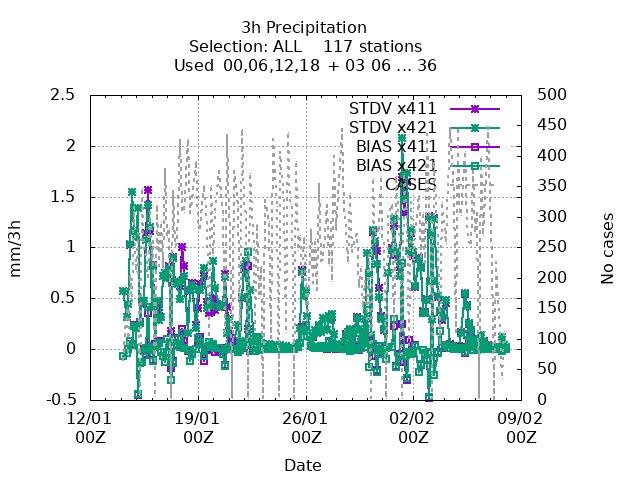 3h Precipitation
Selection: ALL 117 stations
Used 00,06,12,18 + 03 06 ... 36
2.5
2
1.5
1
0.5
0
-0.5
mm/3h
500
450
400
350
300
250
200
150
100
50
0
No cases
STDV x411
STDV x421
BIAS x411
BIAS x421
CASES
12/01 19/01 26/01 02/02 09/02
00Z 00Z 00Z 00Z 00Z
Date